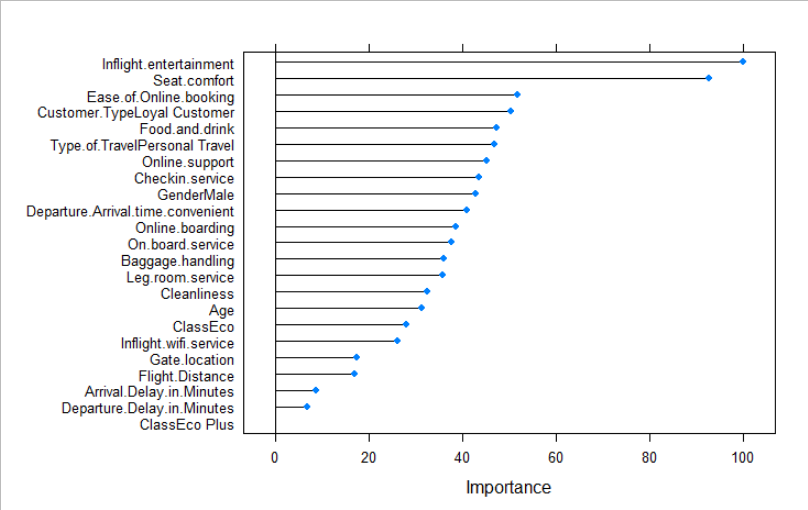 Inflight.entertainment
Seat.comfort
Ease.of.Online.booking
Customer.TypeLoyal Customer
Food.and.drink
Type.of.TravelPersonal Travel
Online.support
Checkin.service
GenderMale
Departure.Arrival.time.convenient
Online.boarding
On.board.service
Baggage.handling
Leg.room.service
Cleanliness
Age
ClassEco
Inflight.wifi.service
Gate.location
Flight.Distance
Arrival.Delay.in.Minutes
Departure.Delay.in.Minutes
ClassEco Plus
0 20 40 60 80 100
Importance